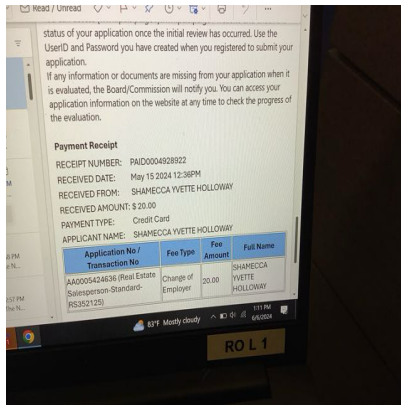 Read / Unread
status of your application once the initial review has occurred. Use the
UserID and Password you have created when you registered to submit your
application.
If any information or documents are missing from your application when it
is evaluated, the Board/Commission will notify you. You can access your
application information on the website at any time to check the progress of
the evaluation.
Payment Receipt
RECEIPT NUMBER: PAID0004928922
RECEIVED DATE: May 15 2024 12:36PM
RECEIVED FROM: SHAMECCA YVETTE HOLLOWAY
RECEIVED AMOUNT: $ 20.00
PAYMENT TYPE: Credit Card
APPLICANT NAME: SHAMECCA YVETTE HOLLOWAY
Application No / Transaction No Fee Type Fee Amount Full Name
AA0005424636 (Real Estate Salesperson-Standard-RS352125) Change of Employer 20.00 SHAMECCA YVETTE HOLLOWAY
83°F Mostly cloudy
1:11 PM
6/6/2024
RO L 1